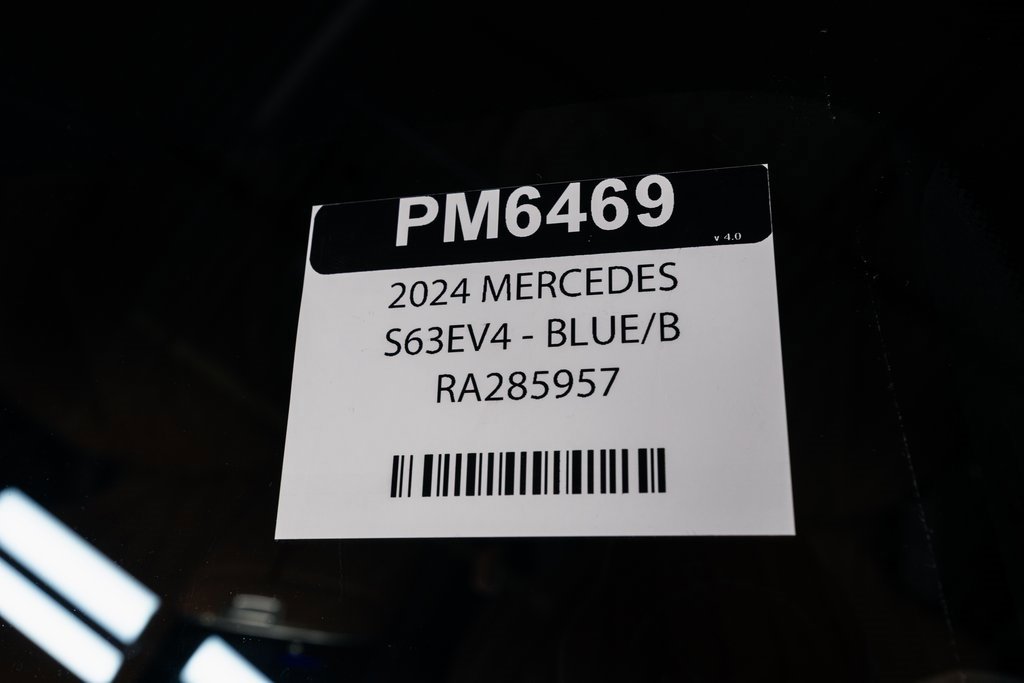 PM6469
v 4.0
2024 MERCEDES
S63EV4 - BLUE/B
RA285957